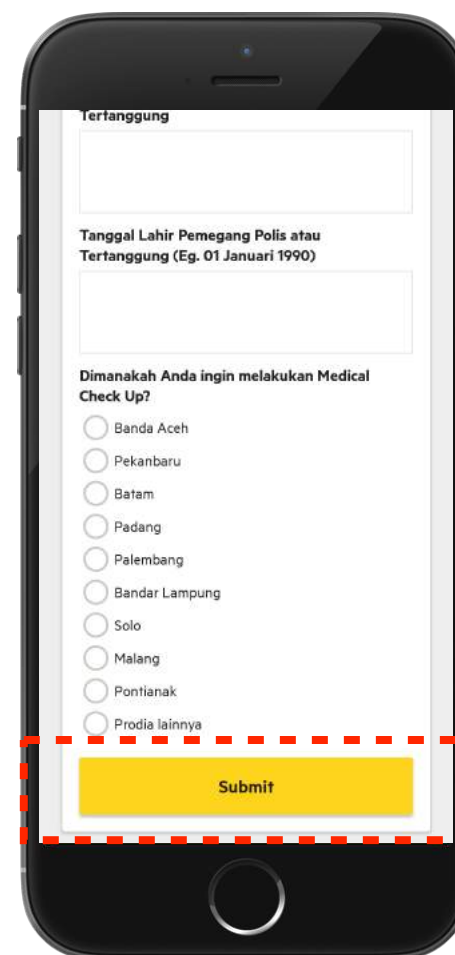 Tertanggung
Tanggal Lahir Pemegang Polis atau
Tertanggung (Eg. 01 Januari 1990)
Dimanakah Anda ingin melakukan Medical
Check Up?
Banda Aceh
Pekanbaru
Batam
Padang
Palembang
Bandar Lampung
Solo
Malang
Pontianak
Prodia lainnya
Submit